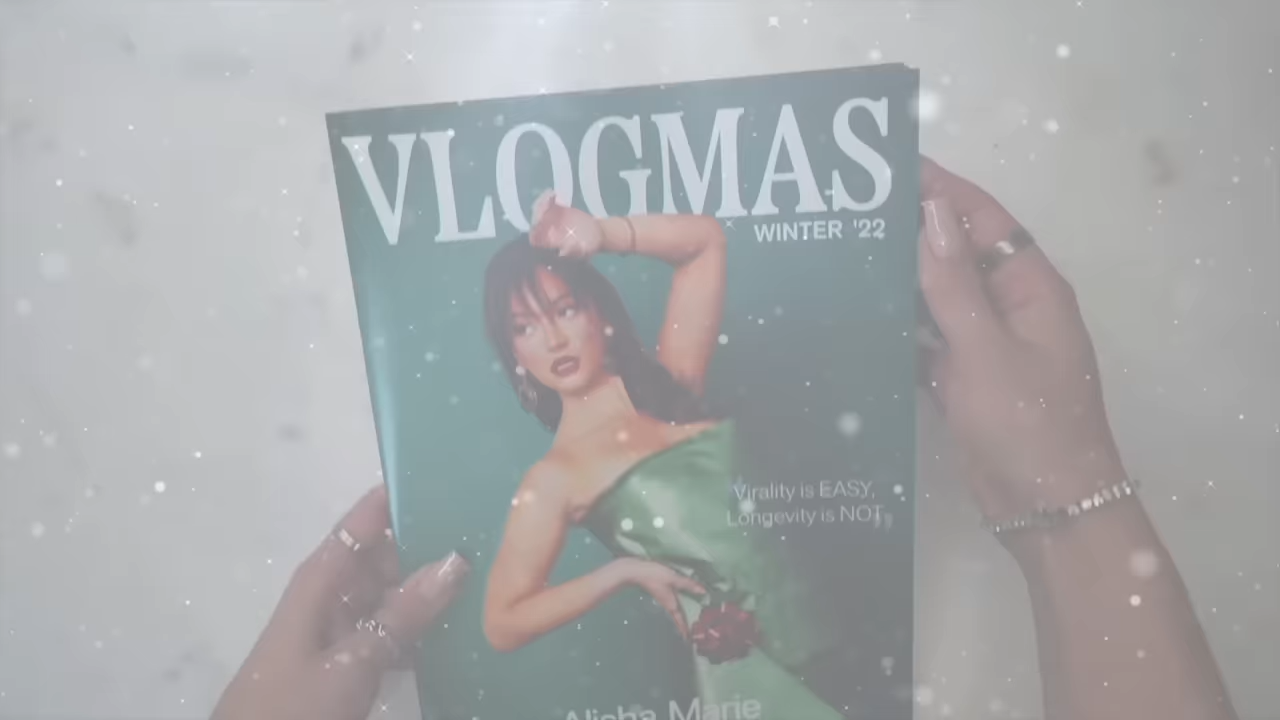 VLOGMAS
WINTER '22
Virality is EASY,
Longevity is NOT.
Alisha Marie